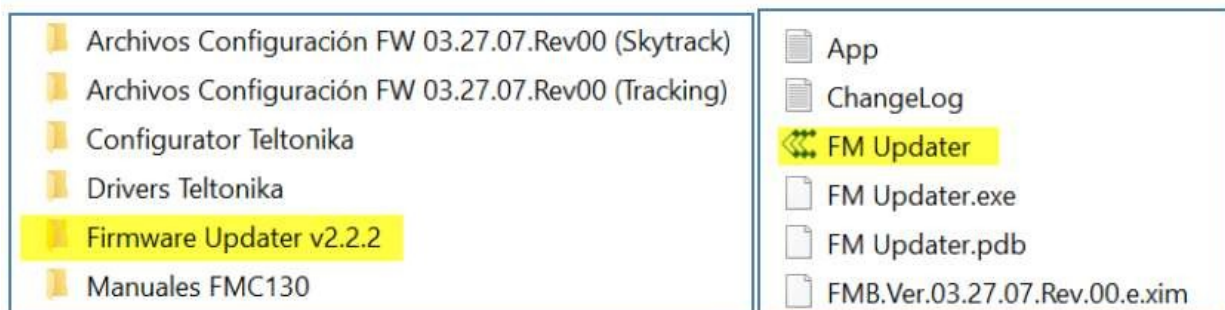 Archivos Configuración FW 03.27.07.Rev00 (Skytrack)
Archivos Configuración FW 03.27.07.Rev00 (Tracking)
Configurator Teltonika
Drivers Teltonika
Firmware Updater v2.2.2
Manuales FMC130
App
ChangeLog
FM Updater
FM Updater.exe
FM Updater.pdb
FMB.Ver.03.27.07.Rev.00.e.xim